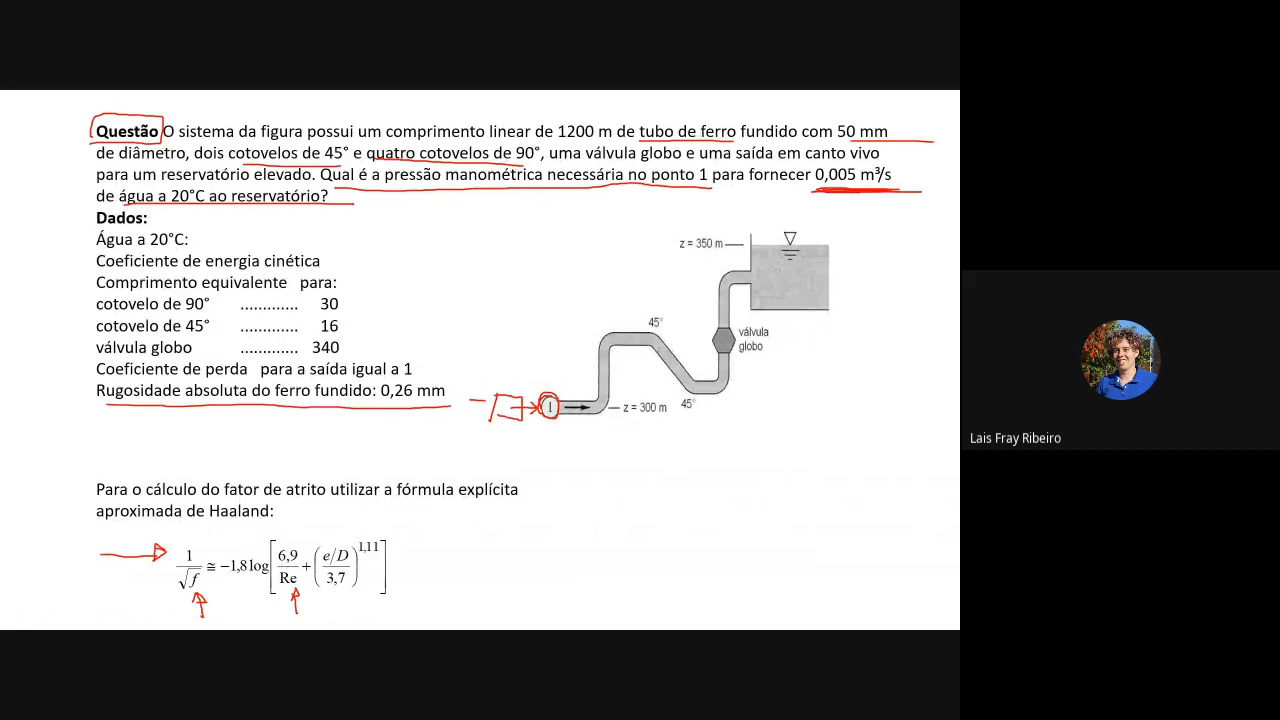 Questão O sistema da figura possui um comprimento linear de 1200 m de tubo de ferro fundido com 50 mm
de diâmetro, dois cotovelos de 45° e quatro cotovelos de 90°, uma válvula globo e uma saída em canto vivo
para um reservatório elevado. Qual é a pressão manométrica necessária no ponto 1 para fornecer 0,005 m³/s
de água a 20°C ao reservatório?
Dados:
Água a 20°C:
Coeficiente de energia cinética
Comprimento equivalente para:
cotovelo de 90° ............. 30
cotovelo de 45° ............. 16
válvula globo ............. 340
Coeficiente de perda para a saída igual a 1
Rugosidade absoluta do ferro fundido: 0,26 mm
z = 350 m
45°
válvula
globo
1
z = 300 m
45°
Para o cálculo do fator de atrito utilizar a fórmula explícita
aproximada de Haaland:
1/√f ≅ −1,8 log[6,9/Re + ((e/D)/3,7)^1,11]
Lais Fray Ribeiro